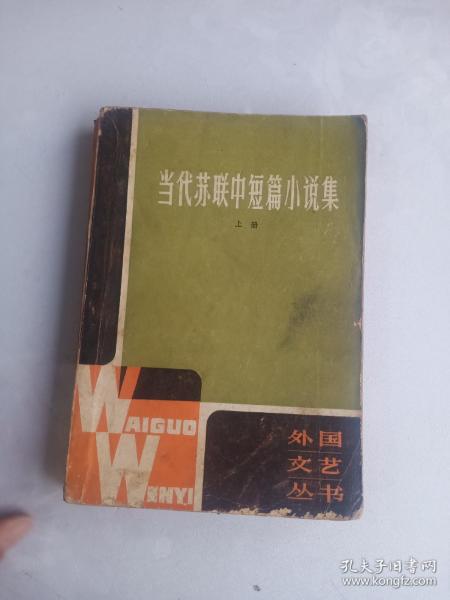 当代苏联中短篇小说集
上册
WAIGUO
WENYI
外国
文艺
丛书
孔夫子旧书网
www.kongfz.com